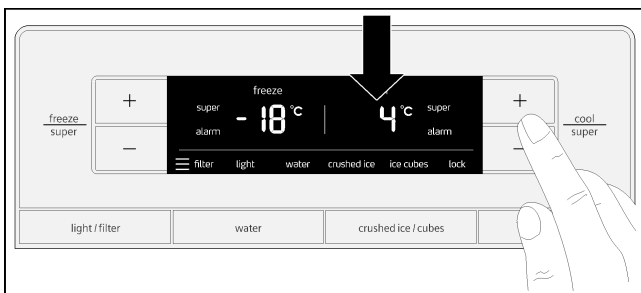 freeze
super
+
−
freeze
super
alarm
-18 °C
4 °C
super
alarm
filter light water crushed ice ice cubes lock
+
−
cool
super
light / filter
water
crushed ice / cubes